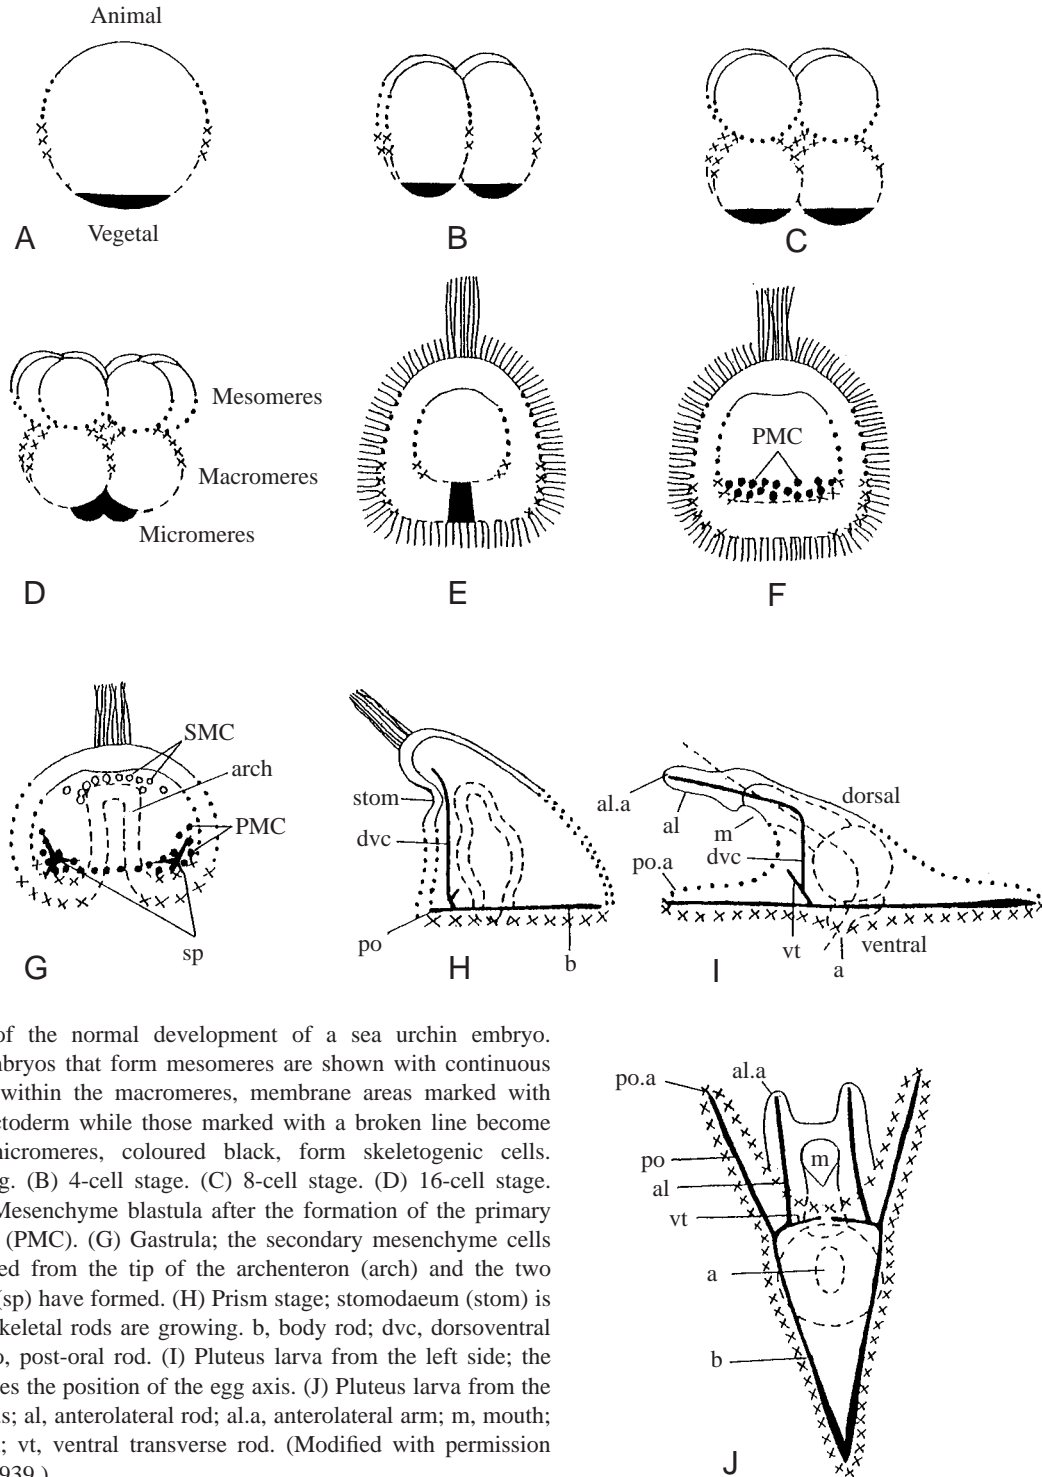 Animal
A
Vegetal
B
C
Mesomeres
Macromeres
Micromeres
D
E
PMC
F
SMC
arch
PMC
sp
G
stom
dvc
po
b
H
al.a
al
m
dorsal
dvc
po.a
vt
a
ventral
I
of the normal development of a sea urchin embryo.
bryos that form mesomeres are shown with continuous
within the macromeres, membrane areas marked with
ctoderm while those marked with a broken line become
nicromeres, coloured black, form skeletogenic cells.
g. (B) 4-cell stage. (C) 8-cell stage. (D) 16-cell stage.
Mesenchyme blastula after the formation of the primary
(PMC). (G) Gastrula; the secondary mesenchyme cells
ed from the tip of the archenteron (arch) and the two
(sp) have formed. (H) Prism stage; stomodaeum (stom) is
keletal rods are growing. b, body rod; dvc, dorsoventral
o, post-oral rod. (I) Pluteus larva from the left side; the
es the position of the egg axis. (J) Pluteus larva from the
us; al, anterolateral rod; al.a, anterolateral arm; m, mouth;
; vt, ventral transverse rod. (Modified with permission
1939.)
po.a
al.a
m
po
al
vt
a
b
J